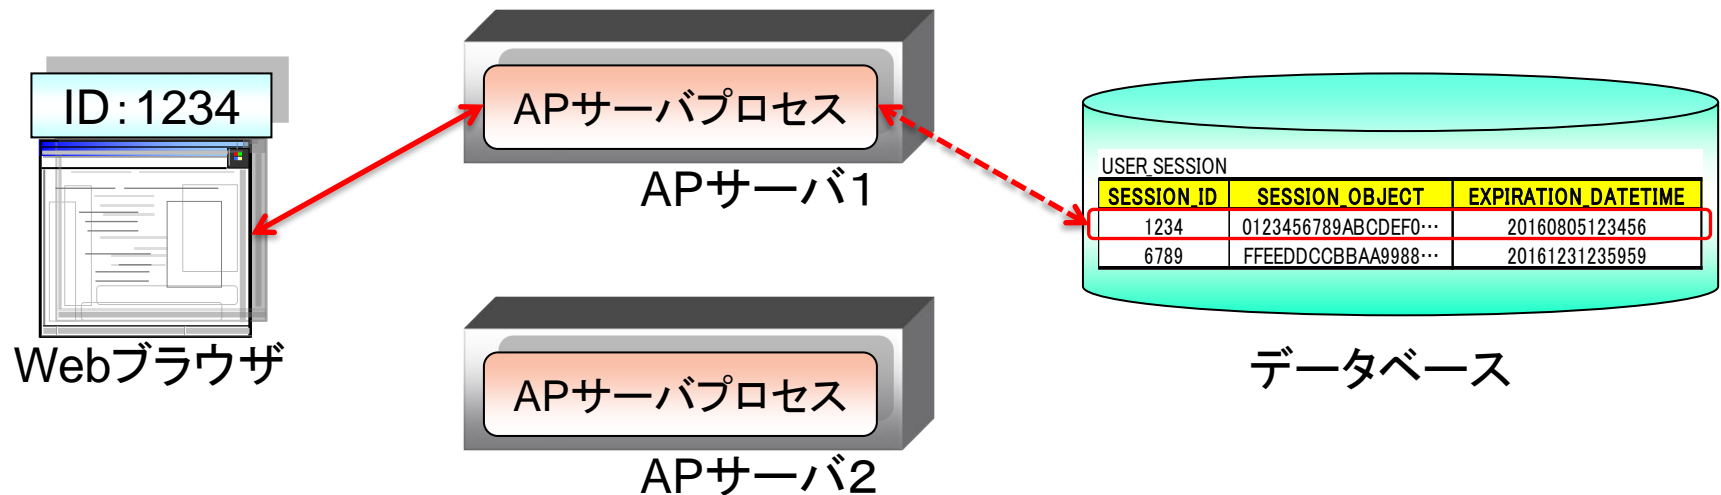 ID:1234
Webブラウザ
APサーバプロセス
APサーバ1
APサーバプロセス
APサーバ2
USER_SESSION
SESSION_ID SESSION_OBJECT EXPIRATION_DATETIME
1234 0123456789ABCDEF0… 20160805123456
6789 FFEEDDCCBBAA9988… 20161231235959
データベース